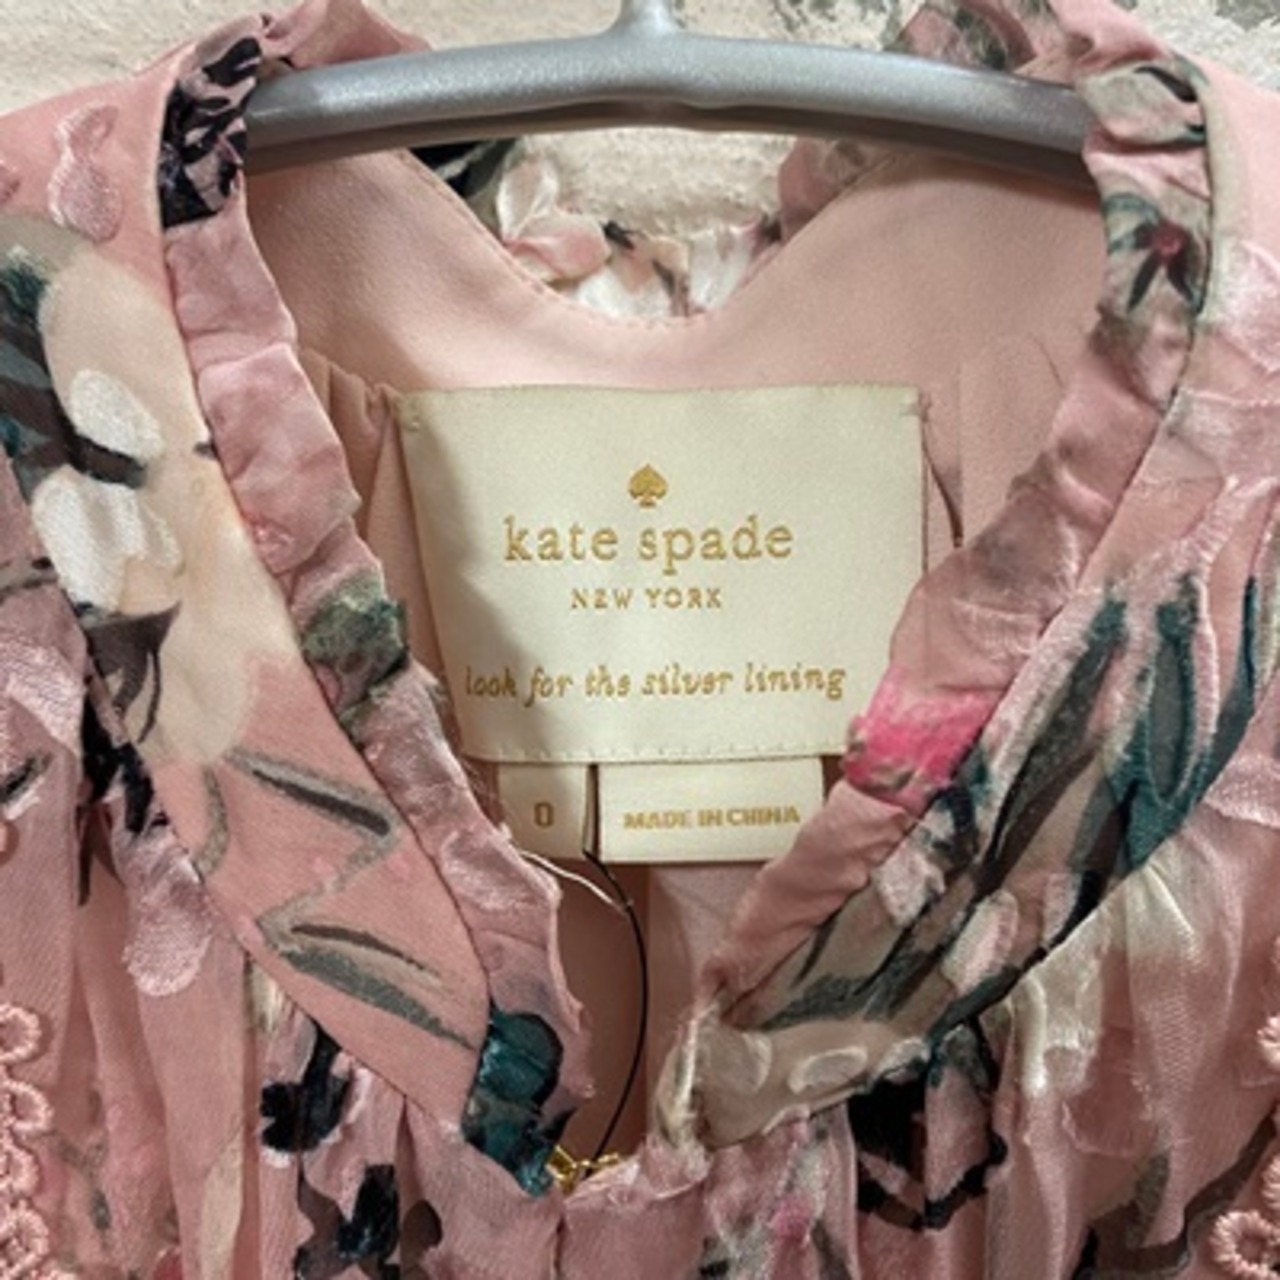 kate spade
NEW YORK
look for the silver lining
0
MADE IN CHINA